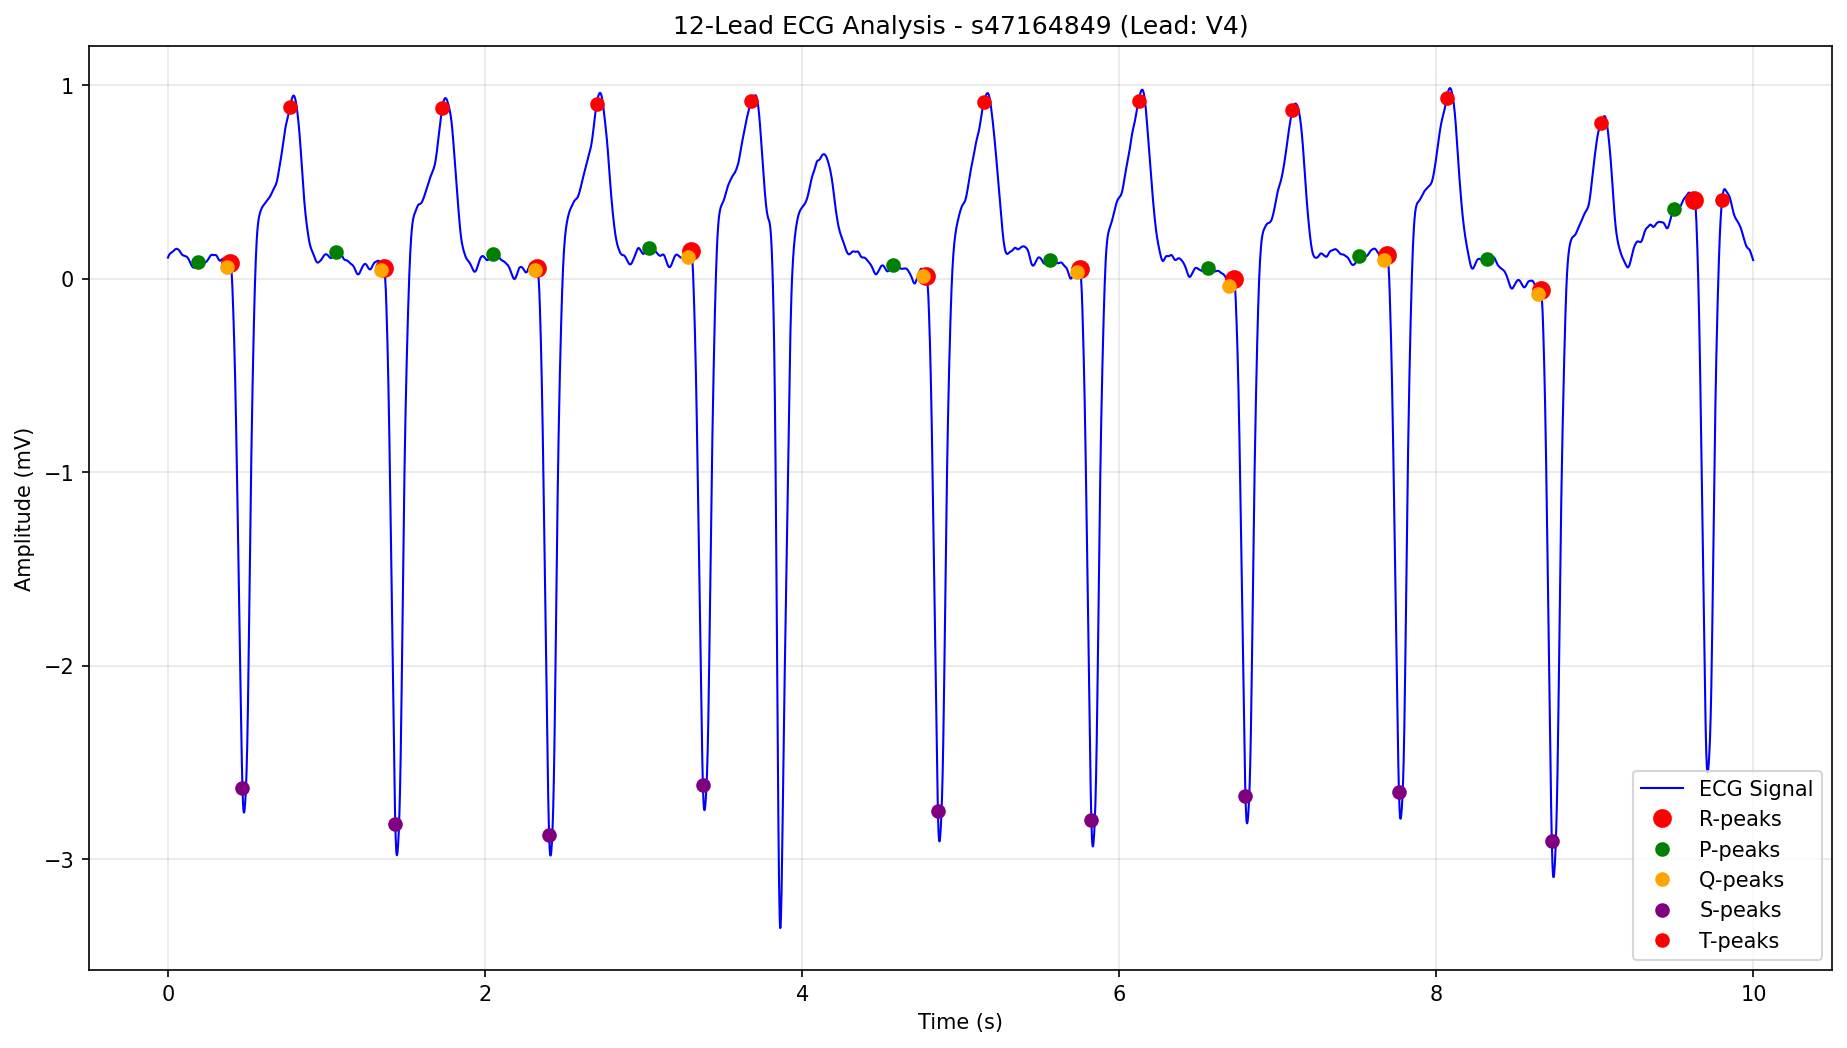 12-Lead ECG Analysis - s47164849 (Lead: V4)
1
0
−1
−2
−3
Amplitude (mV)
0
2
4
6
8
10
Time (s)
ECG Signal
R-peaks
P-peaks
Q-peaks
S-peaks
T-peaks